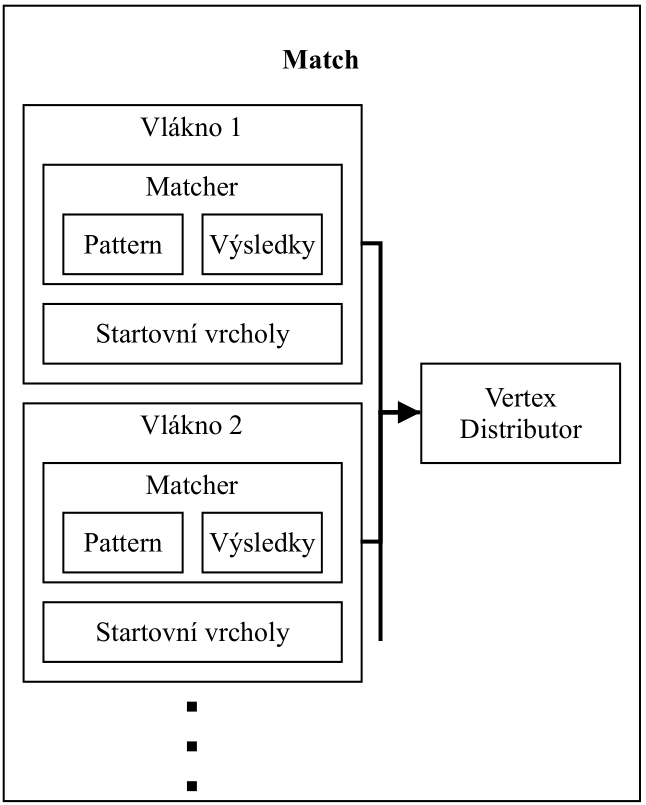 Match
Vlákno 1
Matcher
Pattern
Výsledky
Startovní vrcholy
Vlákno 2
Matcher
Pattern
Výsledky
Startovní vrcholy
Vertex
Distributor